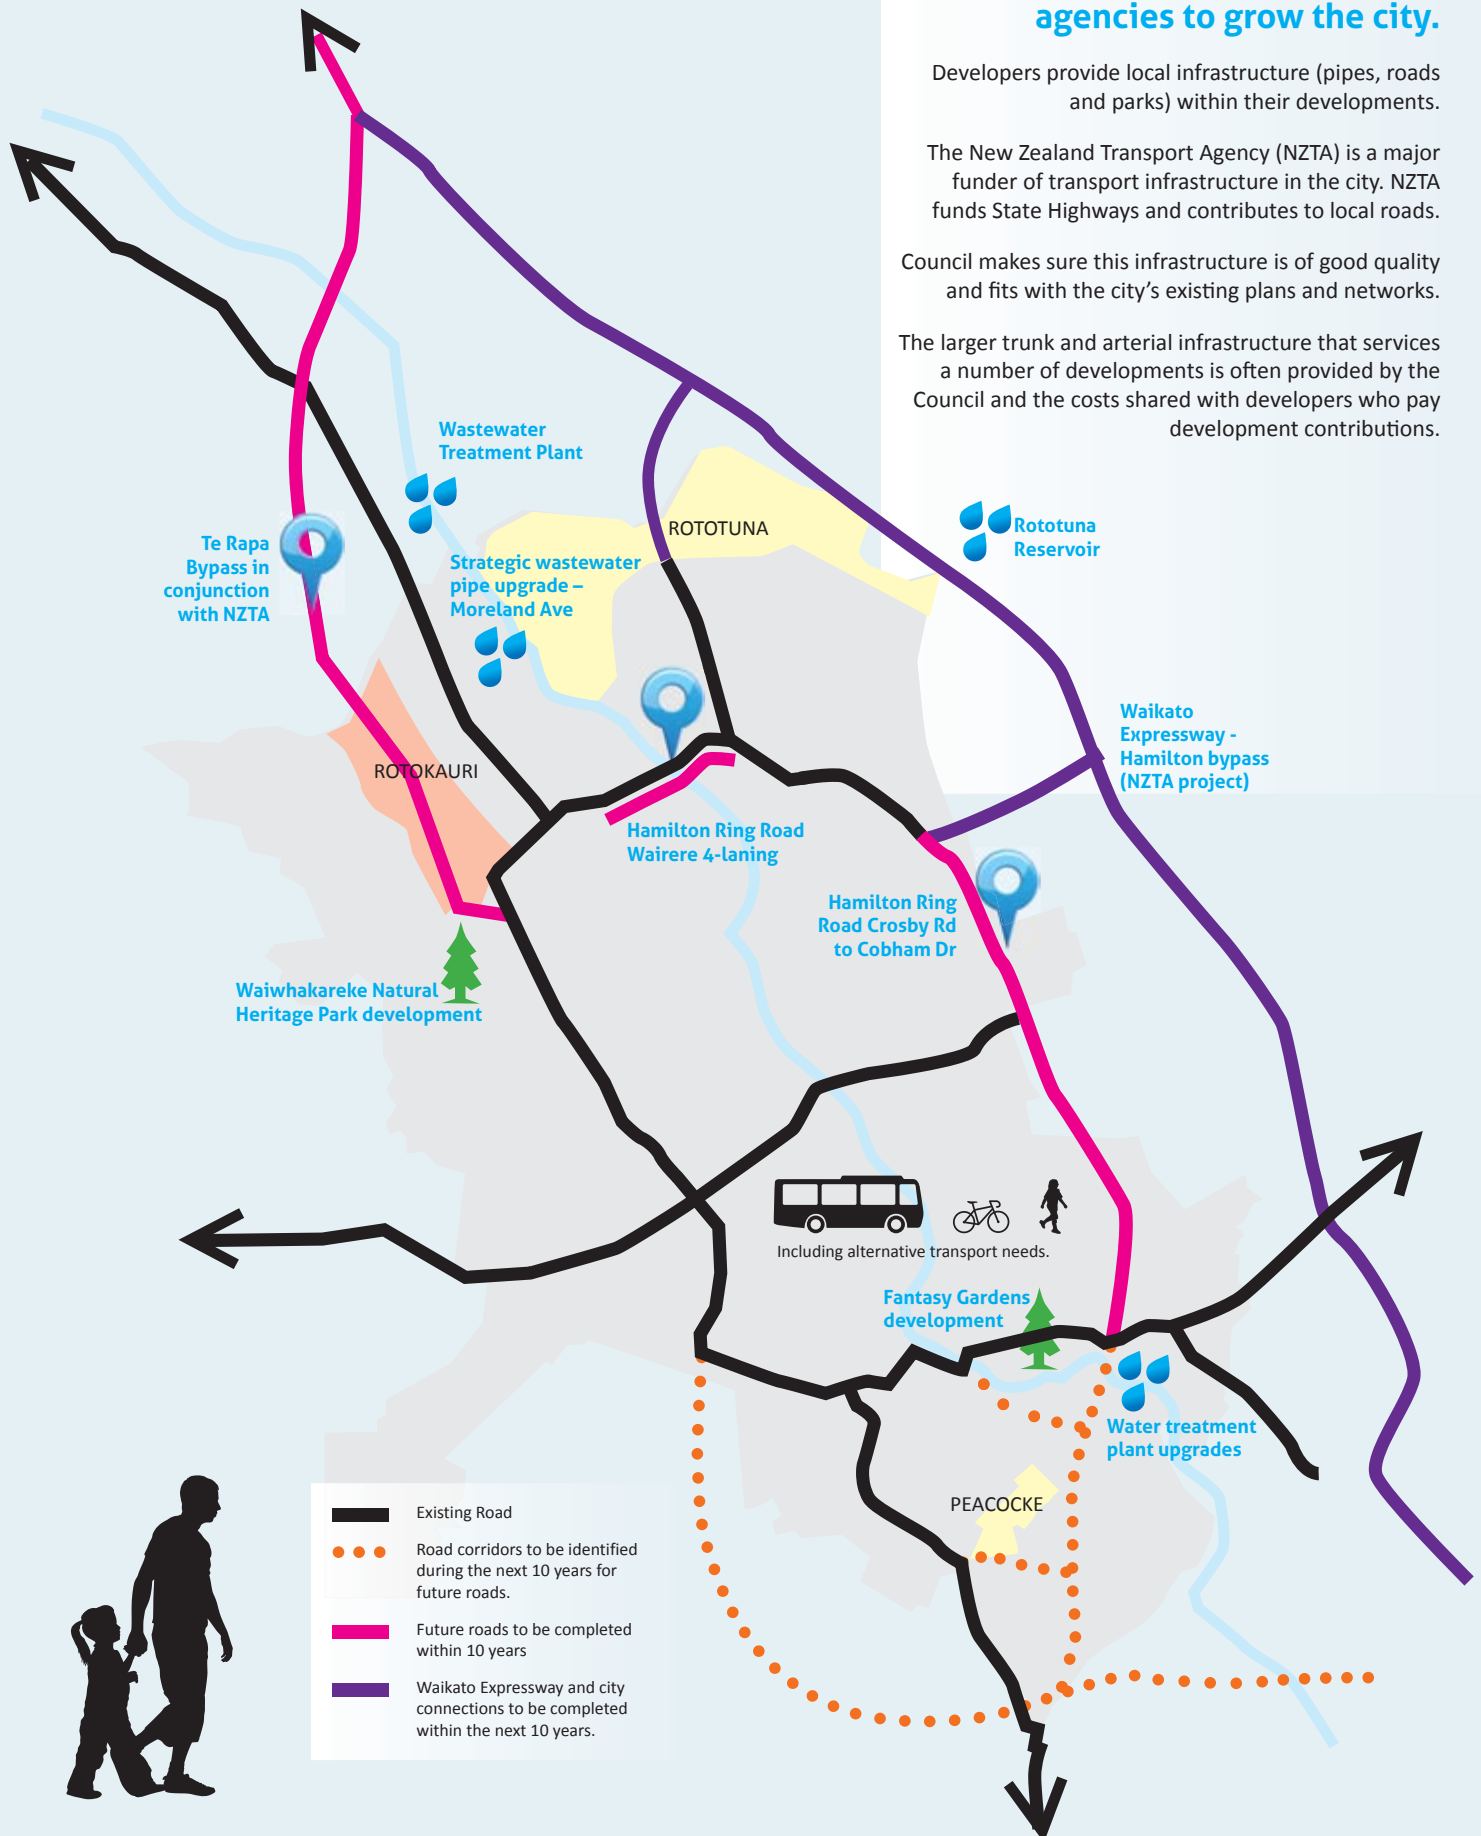 agencies to grow the city.
Developers provide local infrastructure (pipes, roads
and parks) within their developments.
The New Zealand Transport Agency (NZTA) is a major
funder of transport infrastructure in the city. NZTA
funds State Highways and contributes to local roads.
Council makes sure this infrastructure is of good quality
and fits with the city’s existing plans and networks.
The larger trunk and arterial infrastructure that services
a number of developments is often provided by the
Council and the costs shared with developers who pay
development contributions.
Wastewater
Treatment Plant
ROTOTUNA
Rototuna
Reservoir
Te Rapa
Bypass in
conjunction
with NZTA
Strategic wastewater
pipe upgrade –
Moreland Ave
Waikato
Expressway -
Hamilton bypass
(NZTA project)
ROTOKAURI
Hamilton Ring Road
Wairere 4-laning
Hamilton Ring
Road Crosby Rd
to Cobham Dr
Waiwhakareke Natural
Heritage Park development
Including alternative transport needs.
Fantasy Gardens
development
Water treatment
plant upgrades
PEACOCKE
Existing Road
Road corridors to be identified
during the next 10 years for
future roads.
Future roads to be completed
within 10 years
Waikato Expressway and city
connections to be completed
within the next 10 years.